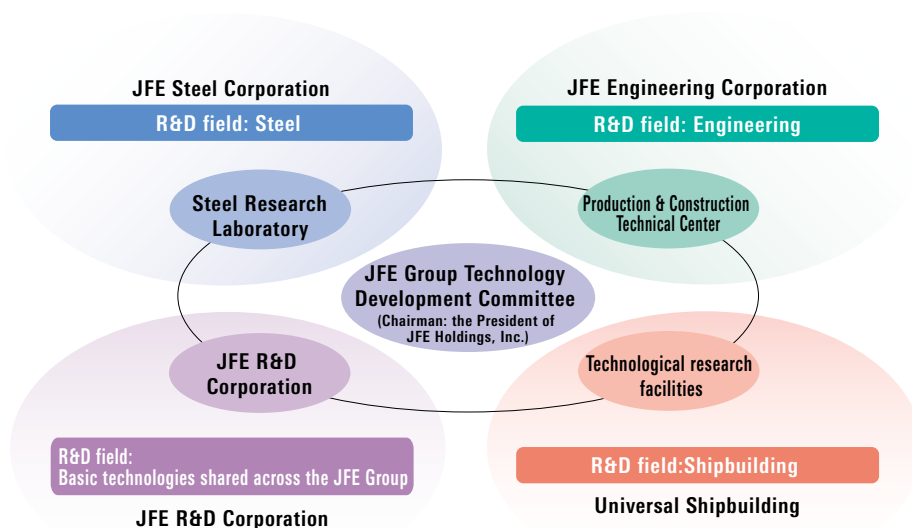 JFE Steel Corporation
R&D field: Steel
JFE Engineering Corporation
R&D field: Engineering
Steel Research
Laboratory
Production & Construction
Technical Center
JFE Group Technology
Development Committee
(Chairman: the President of
JFE Holdings, Inc.)
JFE R&D
Corporation
Technological research
facilities
R&D field:
Basic technologies shared across the JFE Group
JFE R&D Corporation
R&D field:Shipbuilding
Universal Shipbuilding